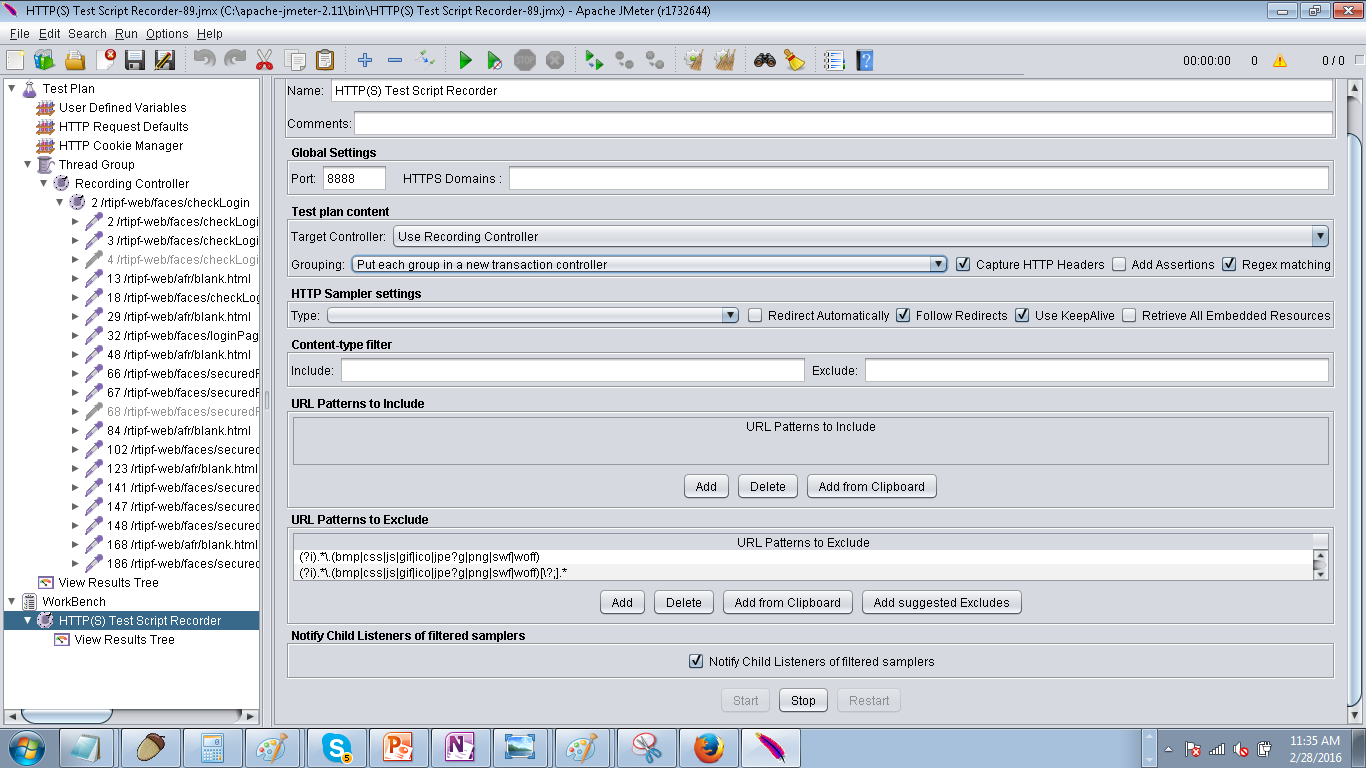 HTTP(S) Test Script Recorder-89.jmx (C:\apache-jmeter-2.11\bin\HTTP(S) Test Script Recorder-89.jmx) - Apache JMeter (r1732644)
File Edit Search Run Options Help
00:00:00 0 0 / 0
Test Plan
User Defined Variables
HTTP Request Defaults
HTTP Cookie Manager
Thread Group
Recording Controller
2 /rtipf-web/faces/checkLogin
2 /rtipf-web/faces/checkLogi
3 /rtipf-web/faces/checkLogi
4 /rtipf-web/faces/checkLogi
13 /rtipf-web/afr/blank.html
18 /rtipf-web/faces/checkLog
29 /rtipf-web/afr/blank.html
32 /rtipf-web/faces/loginPag
48 /rtipf-web/afr/blank.html
66 /rtipf-web/faces/securedF
67 /rtipf-web/faces/securedF
68 /rtipf-web/faces/securedF
84 /rtipf-web/afr/blank.html
102 /rtipf-web/faces/secured
123 /rtipf-web/afr/blank.html
141 /rtipf-web/faces/secured
147 /rtipf-web/faces/secured
148 /rtipf-web/faces/secured
168 /rtipf-web/afr/blank.html
186 /rtipf-web/faces/secured
View Results Tree
WorkBench
HTTP(S) Test Script Recorder
View Results Tree
Name: HTTP(S) Test Script Recorder
Comments:
Global Settings
Port: 8888 HTTPS Domains :
Test plan content
Target Controller: Use Recording Controller
Grouping: Put each group in a new transaction controller Capture HTTP Headers Add Assertions Regex matching
HTTP Sampler settings
Type: Redirect Automatically Follow Redirects Use KeepAlive Retrieve All Embedded Resources
Content-type filter
Include: Exclude:
URL Patterns to Include
URL Patterns to Include
Add Delete Add from Clipboard
URL Patterns to Exclude
URL Patterns to Exclude
(?i).*\.(bmp|css|js|gif|ico|jpe?g|png|swf|woff)
(?i).*\.(bmp|css|js|gif|ico|jpe?g|png|swf|woff)[\?;].*
Add Delete Add from Clipboard Add suggested Excludes
Notify Child Listeners of filtered samplers
Notify Child Listeners of filtered samplers
Start Stop Restart
5
11:35 AM
2/28/2016